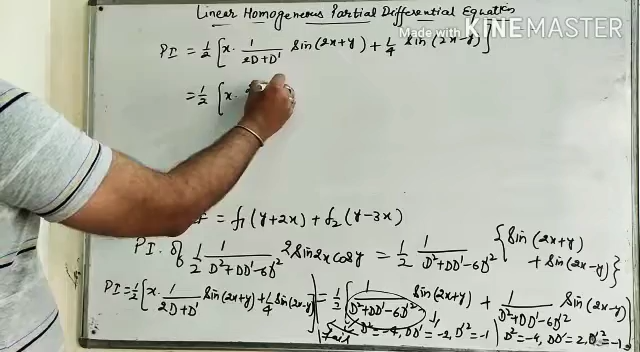 Linear Homogeneous Partial Differential Equation
Made with KINEMASTER
PI = 1/2 [x. 1/(2D+D') Sin(2x+y) + 1/4 Sin(2x-y)]
= 1/2 {x.
= f₁(y+2x) + f₂(y-3x)
P.I. of 1/2 1/(D²+DD'-6D'²) 2Sin2x cosy = 1/2 1/(D²+DD'-6D'²) {Sin(2x+y) + Sin(2x-y)}
PI = 1/2 [x. 1/(2D+D') Sin(2x+y) + 1/4 Sin(2x-y)] = 1/2 { 1/(D²+DD'-6D'²) Sin(2x+y) + 1/(D²+DD'-6D'²) Sin(2x-y)
Fail D²=-4, DD'=-2, D'²=-1 D²=-4, DD'=2, D'²=-1